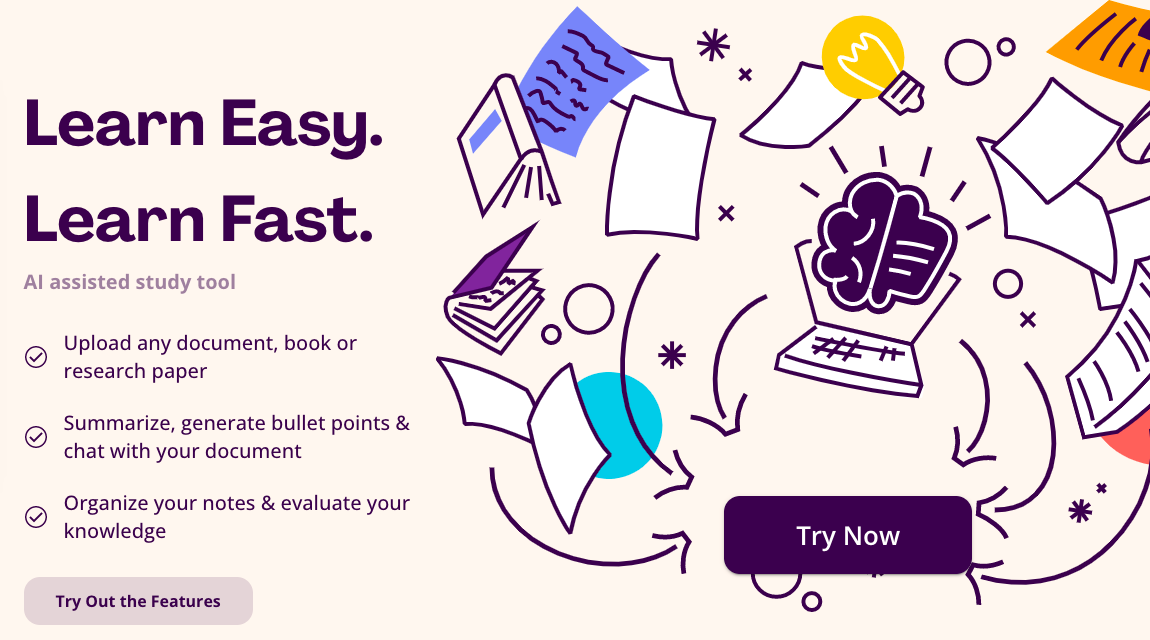 Learn Easy.
Learn Fast.
AI assisted study tool
Upload any document, book or
research paper
Summarize, generate bullet points &
chat with your document
Organize your notes & evaluate your
knowledge
Try Out the Features
Try Now